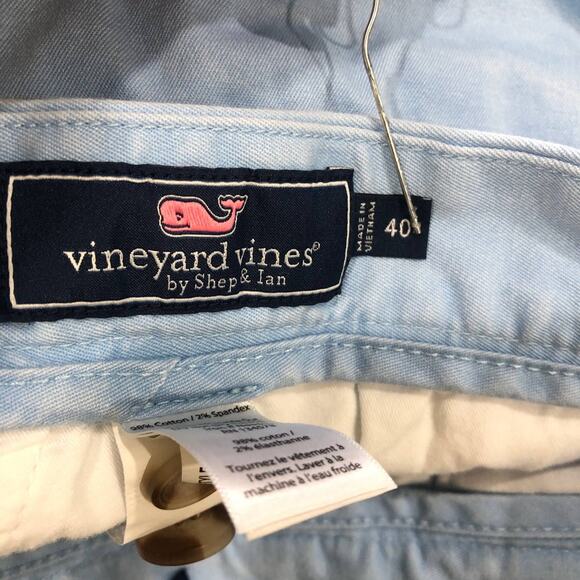 vineyard vines®
by Shep & Ian
MADE IN
VIETNAM
40
98% Cotton / 2% Spandex
98% coton /
2% élasthanne
Tournez le vêtement à
l'envers. Laver à la
machine à l'eau froide